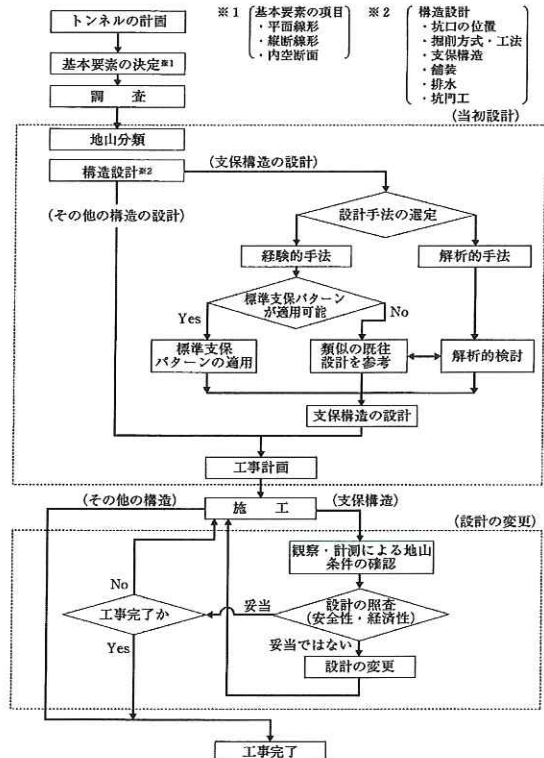 トンネルの計画
※1 基本要素の項目
・平面線形
・縦断線形
・内空断面
※2 構造設計
・坑口の位置
・掘削方式・工法
・支保構造
・舗装
・排水
・坑門工
基本要素の決定※1
調　査
(当初設計)
地山分類
構造設計※2
(支保構造の設計)
(その他の構造の設計)
設計手法の選定
経験的手法
解析的手法
標準支保パターン
が適用可能
Yes
No
標準支保
パターンの適用
類似の既往
設計を参考
解析的検討
支保構造の設計
工事計画
(その他の構造)
施　工
(支保構造)
(設計の変更)
観察・計測による地山
条件の確認
No
工事完了か
妥当
設計の照査
(安全性・経済性)
Yes
妥当ではない
設計の変更
工事完了